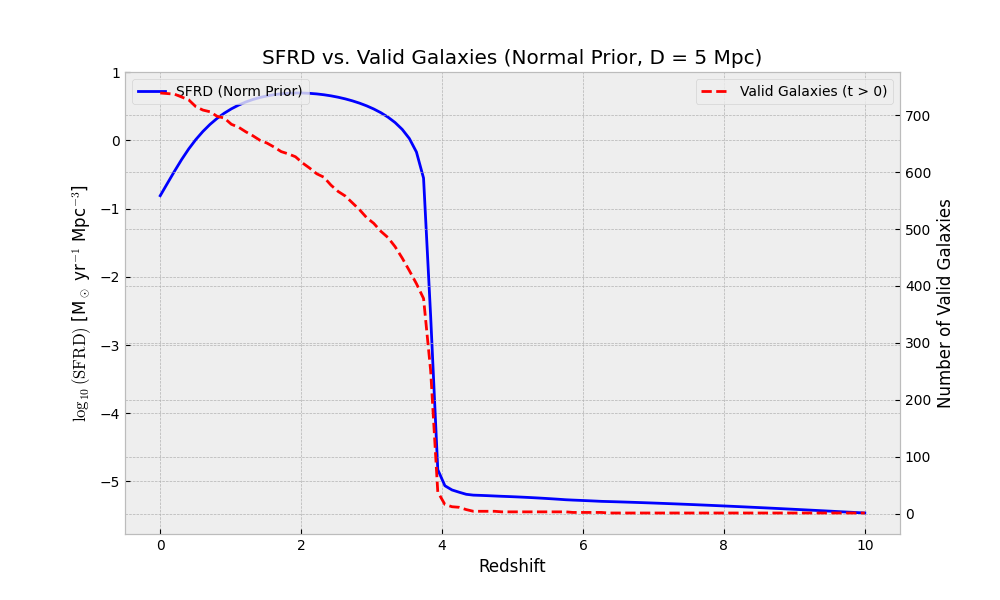 SFRD vs. Valid Galaxies (Normal Prior, D = 5 Mpc)
SFRD (Norm Prior)
Valid Galaxies (t > 0)
log₁₀ (SFRD) [M⊙ yr⁻¹ Mpc⁻³]
1
0
−1
−2
−3
−4
−5
700
600
500
400
300
200
100
0
Number of Valid Galaxies
0 2 4 6 8 10
Redshift